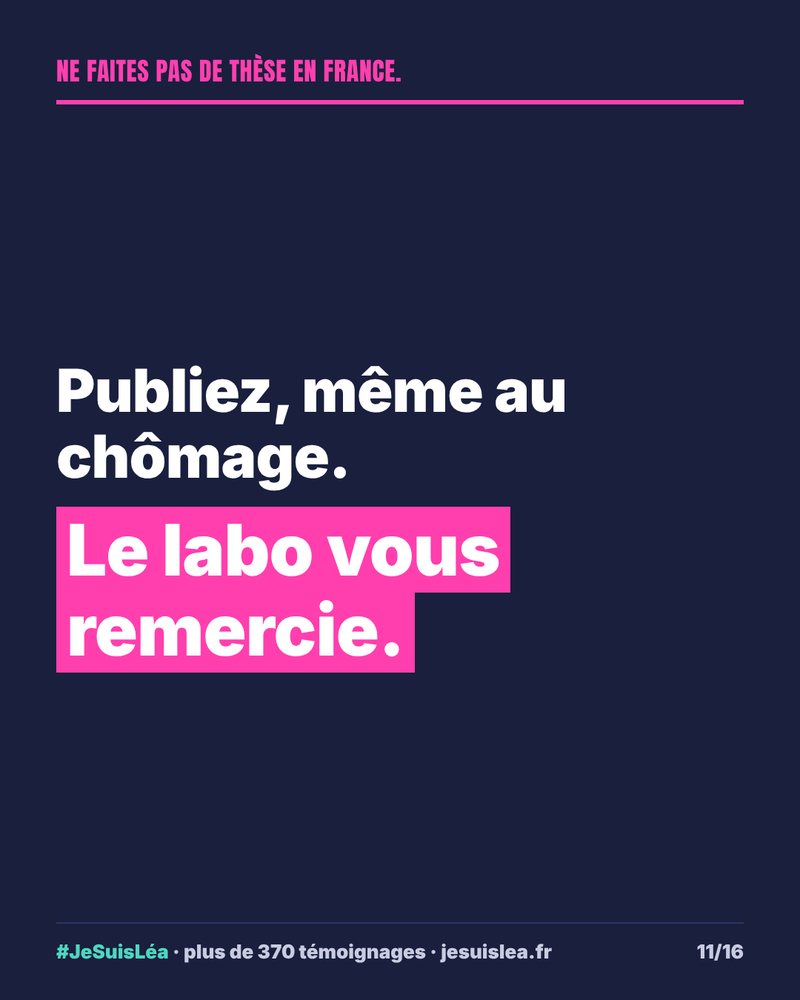 NE FAITES PAS DE THÈSE EN FRANCE.
Publiez, même au
chômage.
Le labo vous
remercie.
#JeSuisLéa · plus de 370 témoignages · jesuislea.fr 11/16